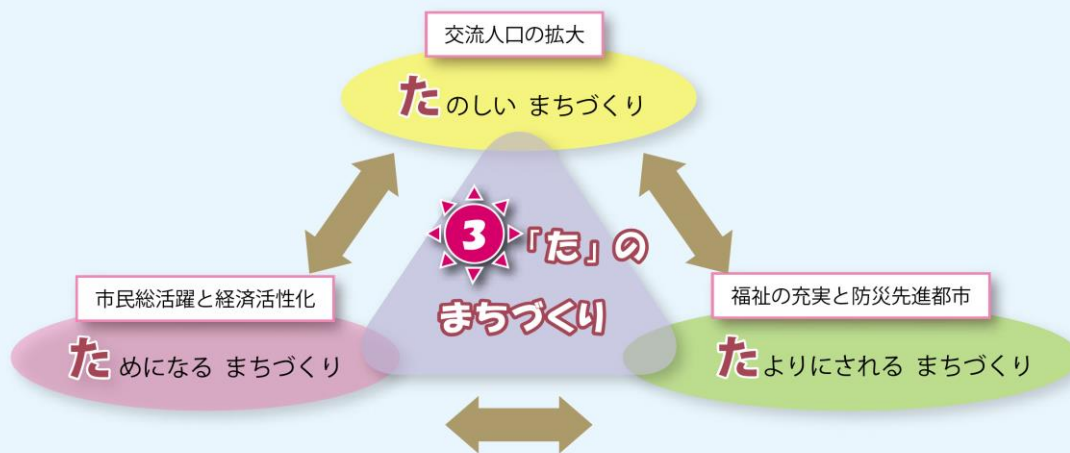 交流人口の拡大
たのしい まちづくり
3「た」の
まちづくり
市民総活躍と経済活性化
ためになる まちづくり
福祉の充実と防災先進都市
たよりにされる まちづくり